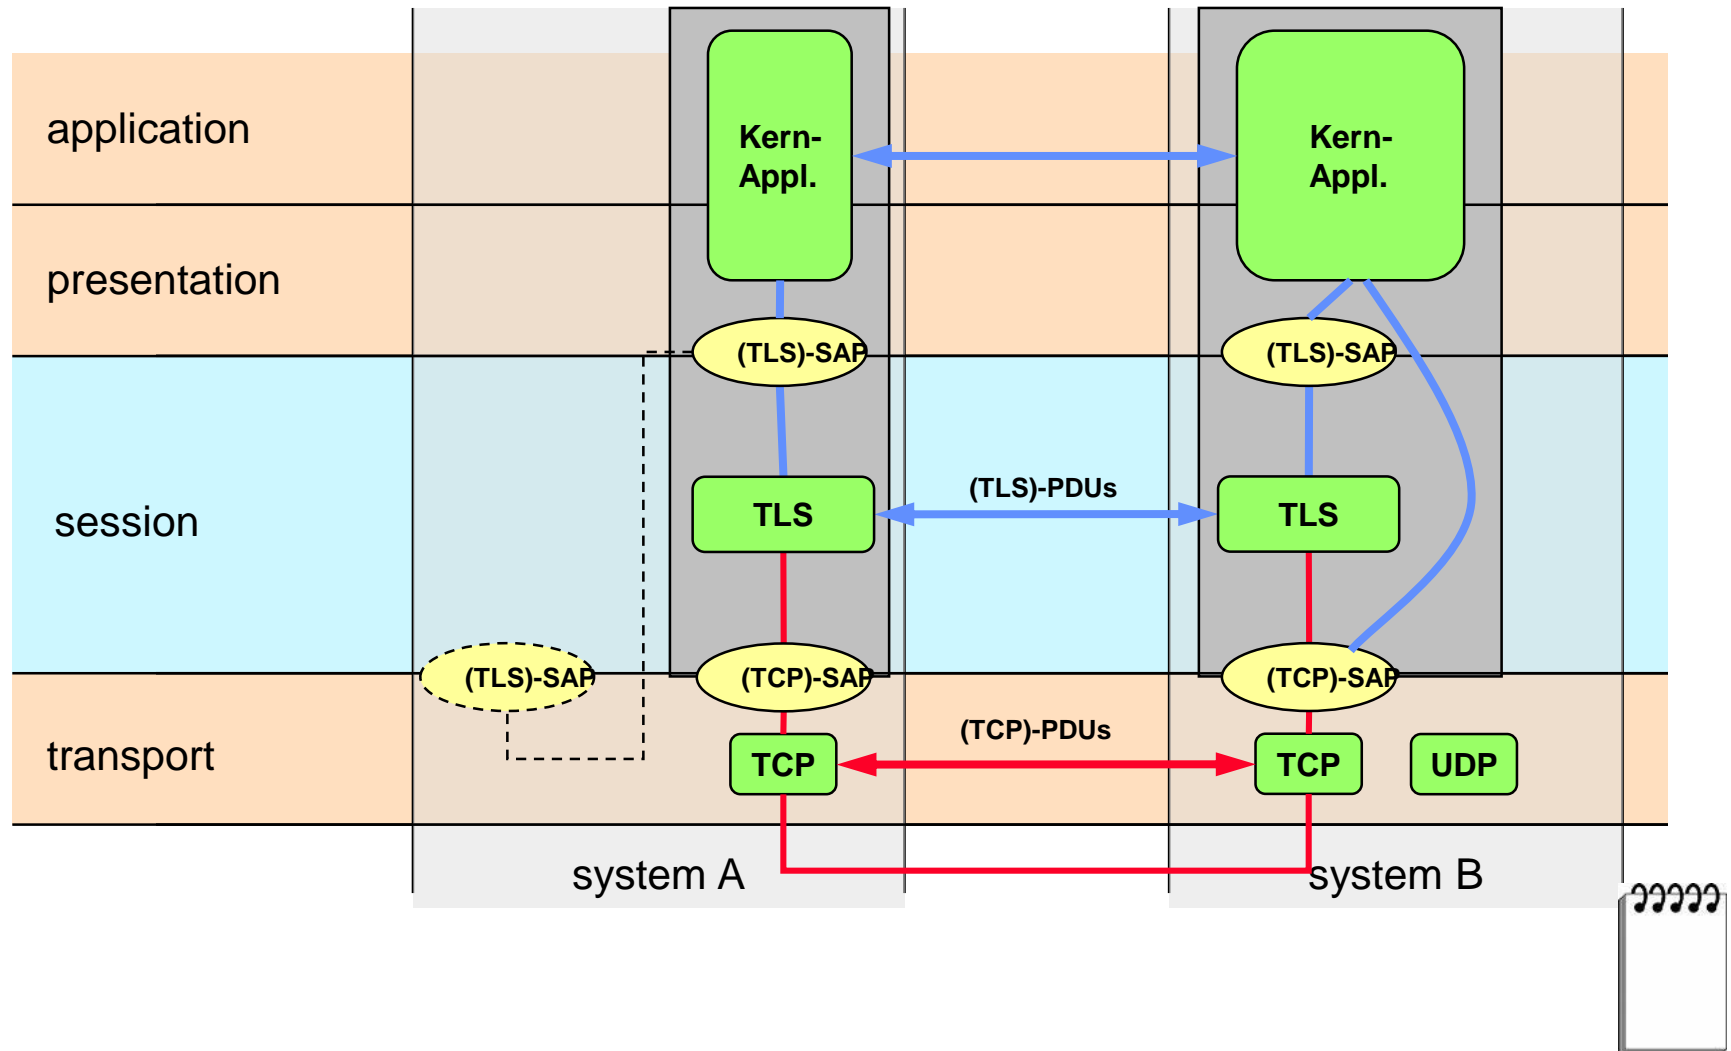 application
Kern-
Appl.
Kern-
Appl.
presentation
(TLS)-SAP
(TLS)-SAP
session
TLS
(TLS)-PDUs
TLS
(TLS)-SAP
(TCP)-SAP
(TCP)-SAP
transport
TCP
(TCP)-PDUs
TCP
UDP
system A
system B